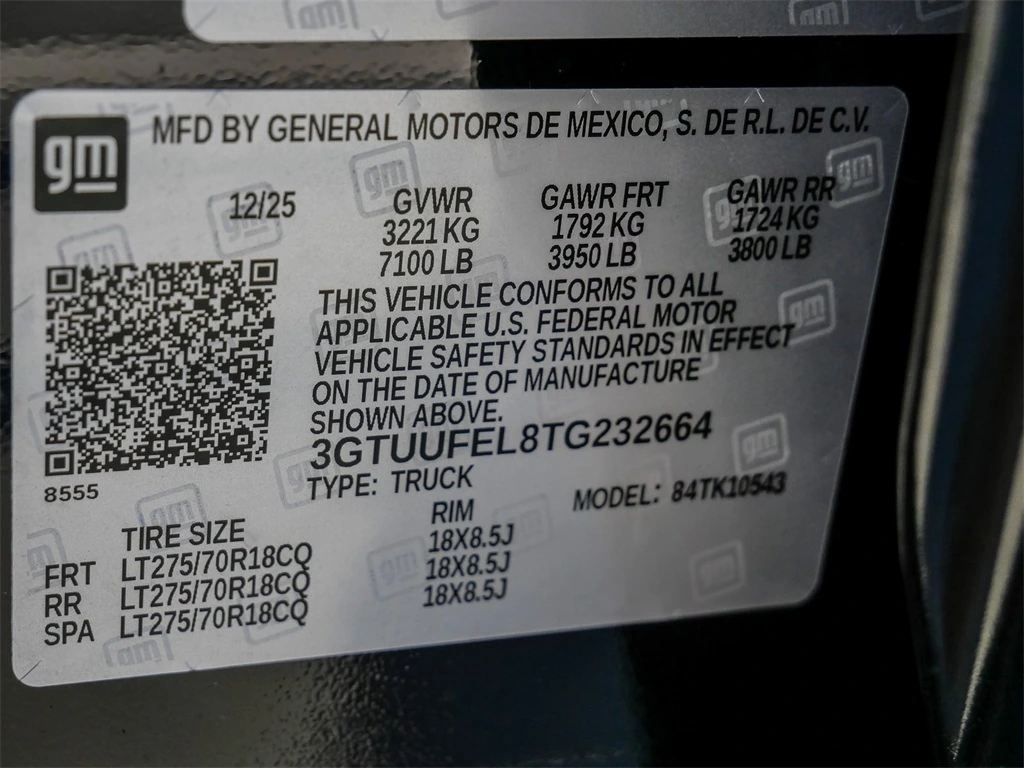 gm
MFD BY GENERAL MOTORS DE MEXICO, S. DE R.L. DE C.V.
12/25 GVWR GAWR FRT GAWR RR
3221 KG 1792 KG 1724 KG
7100 LB 3950 LB 3800 LB
THIS VEHICLE CONFORMS TO ALL
APPLICABLE U.S. FEDERAL MOTOR
VEHICLE SAFETY STANDARDS IN EFFECT
ON THE DATE OF MANUFACTURE
SHOWN ABOVE.
3GTUUFEL8TG232664
8555
TYPE: TRUCK MODEL: 84TK10543
TIRE SIZE RIM
FRT LT275/70R18CQ 18X8.5J
RR LT275/70R18CQ 18X8.5J
SPA LT275/70R18CQ 18X8.5J